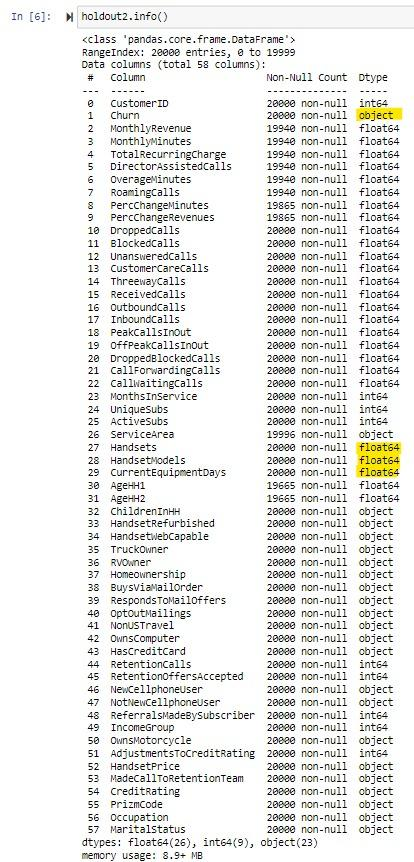 In [6]: holdout2.info()
<class 'pandas.core.frame.DataFrame'>
RangeIndex: 20000 entries, 0 to 19999
Data columns (total 58 columns):
 #   Column                     Non-Null Count  Dtype
---  ------                     --------------  -----
 0   CustomerID                 20000 non-null  int64
 1   Churn                      20000 non-null  object
 2   MonthlyRevenue             19940 non-null  float64
 3   MonthlyMinutes             19940 non-null  float64
 4   TotalRecurringCharge       19940 non-null  float64
 5   DirectorAssistedCalls      19940 non-null  float64
 6   OverageMinutes             19940 non-null  float64
 7   RoamingCalls               19940 non-null  float64
 8   PercChangeMinutes          19865 non-null  float64
 9   PercChangeRevenues         19865 non-null  float64
 10  DroppedCalls               20000 non-null  float64
 11  BlockedCalls               20000 non-null  float64
 12  UnansweredCalls            20000 non-null  float64
 13  CustomerCareCalls          20000 non-null  float64
 14  ThreewayCalls              20000 non-null  float64
 15  ReceivedCalls              20000 non-null  float64
 16  OutboundCalls              20000 non-null  float64
 17  InboundCalls               20000 non-null  float64
 18  PeakCallsInOut             20000 non-null  float64
 19  OffPeakCallsInOut          20000 non-null  float64
 20  DroppedBlockedCalls        20000 non-null  float64
 21  CallForwardingCalls        20000 non-null  float64
 22  CallWaitingCalls           20000 non-null  float64
 23  MonthsInService            20000 non-null  int64
 24  UniqueSubs                 20000 non-null  int64
 25  ActiveSubs                 20000 non-null  int64
 26  ServiceArea                19996 non-null  object
 27  Handsets                   20000 non-null  float64
 28  HandsetModels              20000 non-null  float64
 29  CurrentEquipmentDays       20000 non-null  float64
 30  AgeHH1                     19665 non-null  float64
 31  AgeHH2                     19665 non-null  float64
 32  ChildrenInHH               20000 non-null  object
 33  HandsetRefurbished         20000 non-null  object
 34  HandsetWebCapable          20000 non-null  object
 35  TruckOwner                 20000 non-null  object
 36  RVOwner                    20000 non-null  object
 37  Homeownership              20000 non-null  object
 38  BuysViaMailOrder           20000 non-null  object
 39  RespondsToMailOffers       20000 non-null  object
 40  OptOutMailings             20000 non-null  object
 41  NonUSTravel                20000 non-null  object
 42  OwnsComputer               20000 non-null  object
 43  HasCreditCard              20000 non-null  object
 44  RetentionCalls             20000 non-null  int64
 45  RetentionOffersAccepted    20000 non-null  int64
 46  NewCellphoneUser           20000 non-null  object
 47  NotNewCellphoneUser        20000 non-null  object
 48  ReferralsMadeBySubscriber  20000 non-null  int64
 49  IncomeGroup                20000 non-null  int64
 50  OwnsMotorcycle             20000 non-null  object
 51  AdjustmentsToCreditRating  20000 non-null  int64
 52  HandsetPrice               20000 non-null  object
 53  MadeCallToRetentionTeam    20000 non-null  object
 54  CreditRating               20000 non-null  object
 55  PrizmCode                  20000 non-null  object
 56  Occupation                 20000 non-null  object
 57  MaritalStatus              20000 non-null  object
dtypes: float64(26), int64(9), object(23)
memory usage: 8.9+ MB